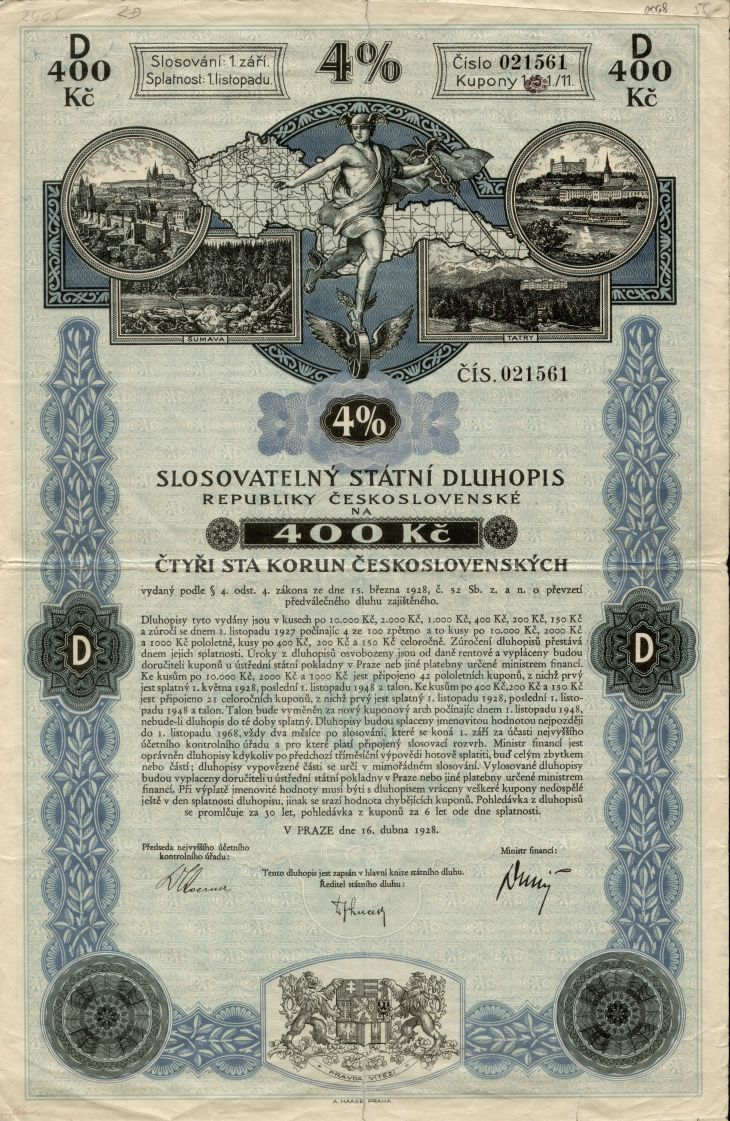 D
400
Kč
Slosování: 1. září.
Splatnost: 1. listopadu.
4%
Číslo 021561
Kupony 1./11.
D
400
Kč
ŠUMAVA
TATRY
ČÍS. 021561
4%
SLOSOVATELNÝ STÁTNÍ DLUHOPIS
REPUBLIKY ČESKOSLOVENSKÉ
NA
400 Kč
ČTYŘI STA KORUN ČESKOSLOVENSKÝCH
vydaný podle § 4. odst. 4. zákona ze dne 15. března 1928, č. 52 Sb. z. a n. o převzetí
předválečného dluhu zajištěného.
Dluhopisy tyto vydány jsou v kusech po 10.000 Kč, 2.000 Kč, 1.000 Kč, 400 Kč, 200 Kč, 150 Kč
a zúročí se dnem 1. listopadu 1927 počínajíc 4 ze 100 zpětmo a to kusy po 10.000 Kč, 2000 Kč
a 1000 Kč pololetně, kusy po 400 Kč, 200 Kč a 150 Kč celoročně. Zúročení dluhopisů přestává
dnem jejich splatnosti. Úroky z dluhopisů osvobozeny jsou od daně rentové a vypláceny budou
doručiteli kuponů u ústřední státní pokladny v Praze neb jiné platebny určené ministrem financí.
Ke kusům po 10.000 Kč, 2000 Kč a 1000 Kč jest připojeno 42 pololetních kuponů, z nichž prvý
jest splatný 1. května 1928, poslední 1. listopadu 1948 a talon. Ke kusům po 400 Kč, 200 Kč a 150 Kč
jest připojeno 21 celoročních kuponů, z nichž prvý jest splatný 1. listopadu 1928, poslední 1. listo-
padu 1948 a talon. Talon bude vyměněn za nový kuponový arch počínajíc dnem 1. listopadu 1948,
nebude-li dluhopis do té doby splatný. Dluhopisy budou splaceny jmenovitou hodnotou nejpozději
do 1. listopadu 1968, vždy dva měsíce po slosování, které se koná 1. září za účasti nejvyššího
účetního kontrolního úřadu a pro které platí připojený slosovací rozvrh. Ministr financí jest
oprávněn dluhopisy kdykoliv po předchozí tříměsíční výpovědi hotově splatiti, buď celým zbytkem
nebo částí; dluhopisy vypovězené části se určí v mimořádném slosování. Vylosované dluhopisy
budou vyplaceny doručiteli u ústřední státní pokladny v Praze nebo jiné platebny určené ministrem
financí. Při výplatě jmenovité hodnoty musí býti s dluhopisem vráceny veškeré kupony nedospělé
ještě v den splatnosti dluhopisu, jinak se srazí hodnota chybějících kuponů. Pohledávka z dluhopisů
se promlčuje za 30 let, pohledávka z kuponů za 6 let ode dne splatnosti.
V PRAZE dne 16. dubna 1928.
Předseda nejvyššího účetního
kontrolního úřadu:
Ministr financí:
Tento dluhopis jest zapsán v hlavní knize státního dluhu.
Ředitel státního dluhu:
D
D
PRAVDA VÍTĚZÍ
A. HAASE PRAHA.